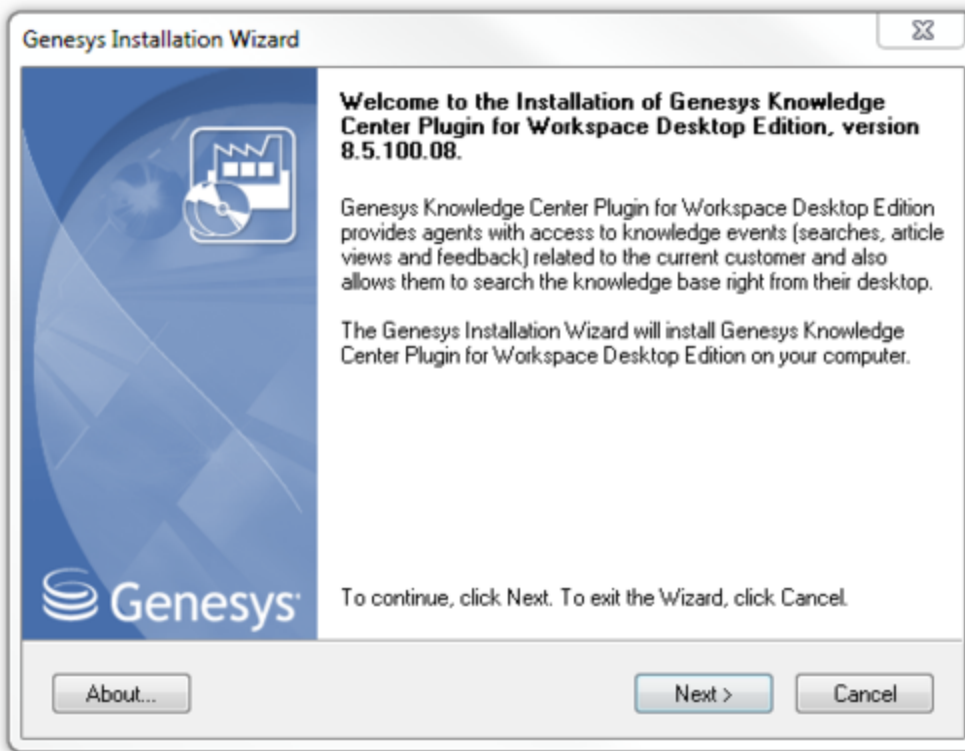 Genesys Installation Wizard
Welcome to the Installation of Genesys Knowledge
Center Plugin for Workspace Desktop Edition, version
8.5.100.08.
Genesys Knowledge Center Plugin for Workspace Desktop Edition
provides agents with access to knowledge events (searches, article
views and feedback) related to the current customer and also
allows them to search the knowledge base right from their desktop.
The Genesys Installation Wizard will install Genesys Knowledge
Center Plugin for Workspace Desktop Edition on your computer.
Genesys
To continue, click Next. To exit the Wizard, click Cancel.
About...
Next >
Cancel